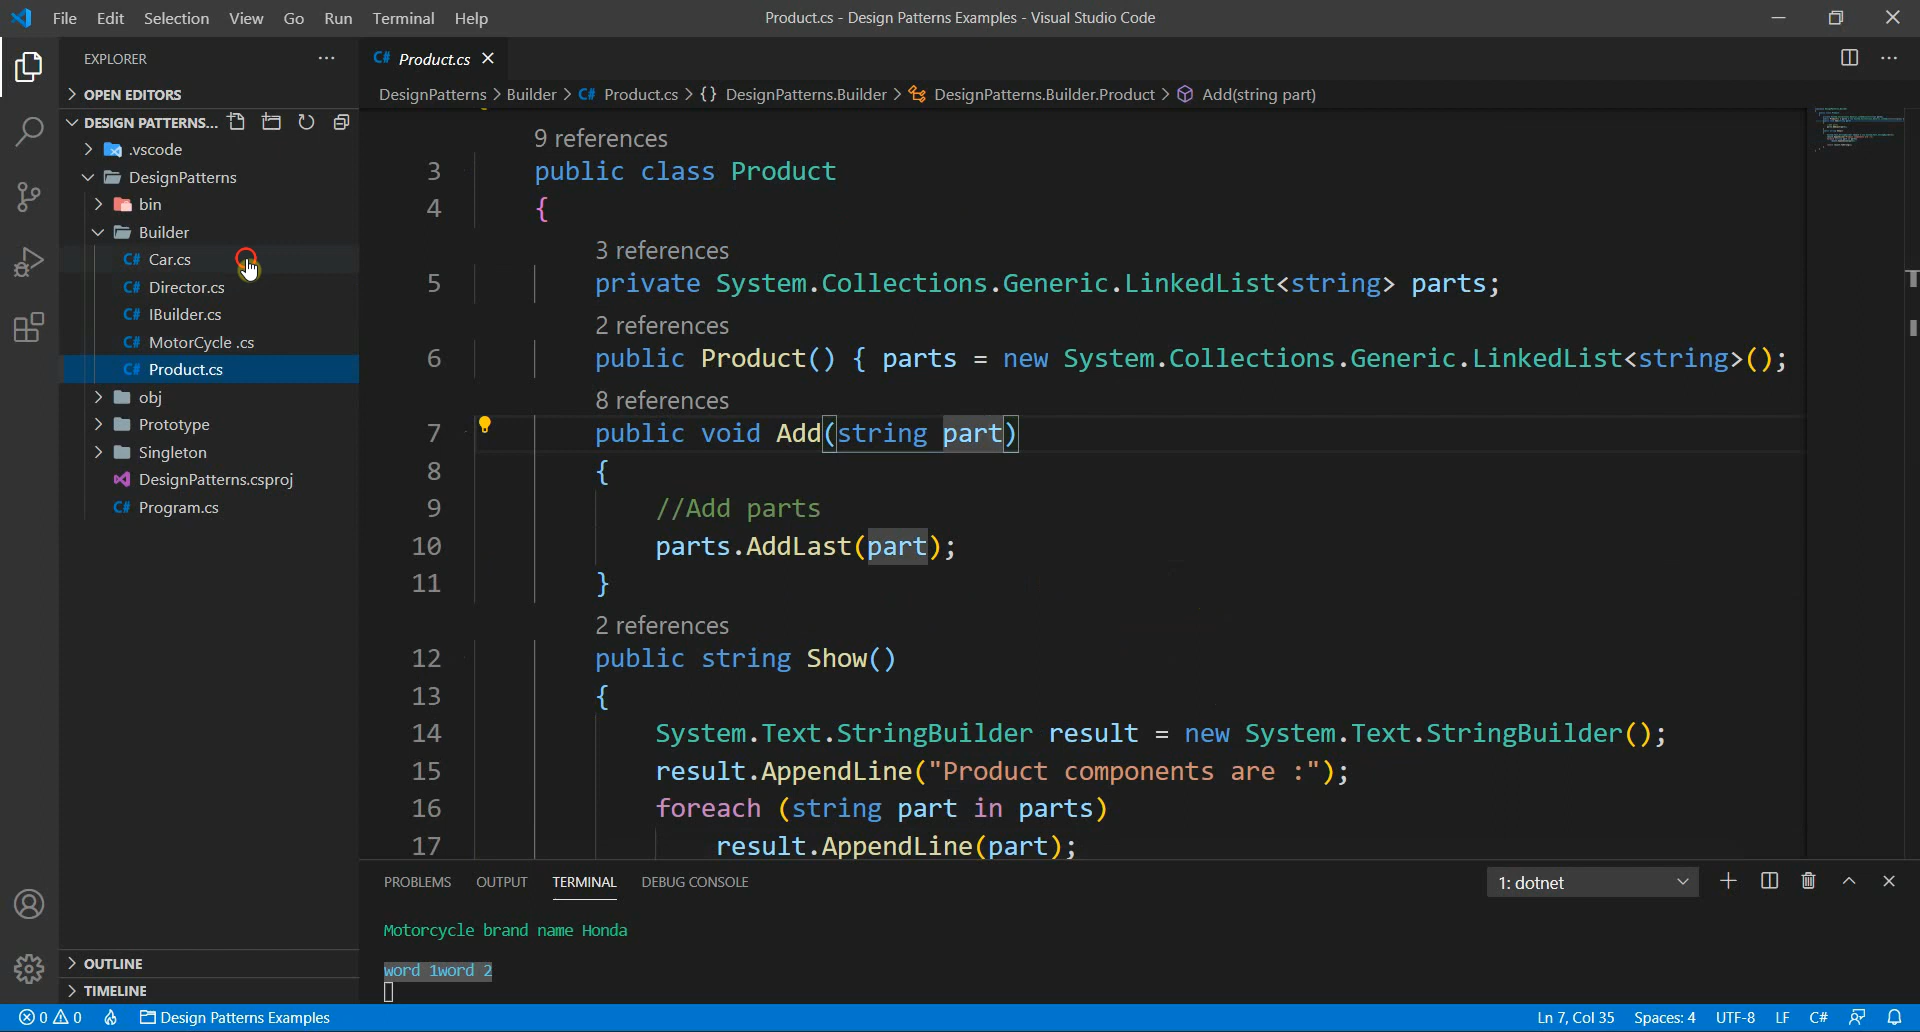 File Edit Selection View Go Run Terminal Help
Product.cs - Design Patterns Examples - Visual Studio Code
EXPLORER
OPEN EDITORS
DESIGN PATTERNS...
.vscode
DesignPatterns
bin
Builder
C# Car.cs
C# Director.cs
C# IBuilder.cs
C# MotorCycle .cs
C# Product.cs
obj
Prototype
Singleton
DesignPatterns.csproj
C# Program.cs
OUTLINE
TIMELINE
C# Product.cs
DesignPatterns > Builder > C# Product.cs > {} DesignPatterns.Builder > DesignPatterns.Builder.Product > Add(string part)
9 references
3 public class Product
4 {
3 references
5 private System.Collections.Generic.LinkedList<string> parts;
2 references
6 public Product() { parts = new System.Collections.Generic.LinkedList<string>();
8 references
7 public void Add(string part)
8 {
9 //Add parts
10 parts.AddLast(part);
11 }
2 references
12 public string Show()
13 {
14 System.Text.StringBuilder result = new System.Text.StringBuilder();
15 result.AppendLine("Product components are :");
16 foreach (string part in parts)
17 result.AppendLine(part);
PROBLEMS OUTPUT TERMINAL DEBUG CONSOLE
1: dotnet
Motorcycle brand name Honda
word 1word 2
0 0 Design Patterns Examples
Ln 7, Col 35 Spaces: 4 UTF-8 LF C#